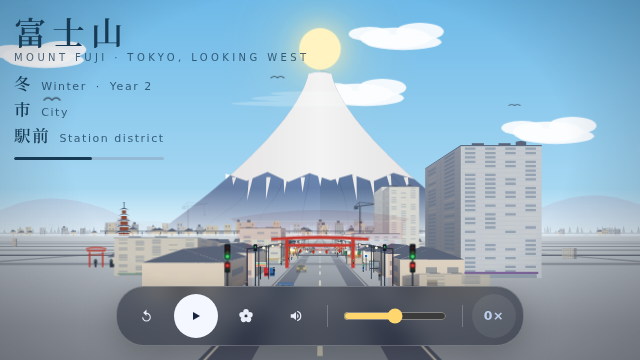 富士山
MOUNT FUJI · TOKYO, LOOKING WEST
冬 Winter · Year 2
市 City
駅前 Station district
0×